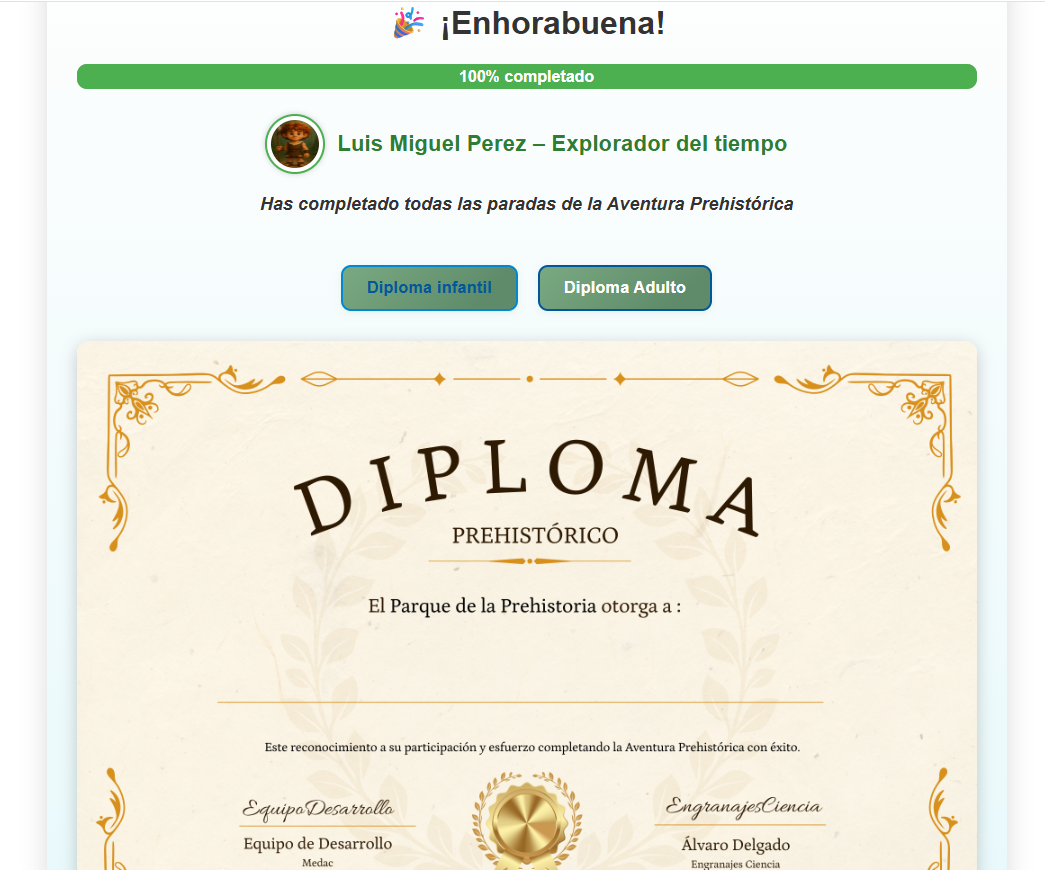 ¡Enhorabuena!
100% completado
Luis Miguel Perez – Explorador del tiempo
Has completado todas las paradas de la Aventura Prehistórica
Diploma infantil
Diploma Adulto
DIPLOMA
PREHISTÓRICO
El Parque de la Prehistoria otorga a :
Este reconocimiento a su participación y esfuerzo completando la Aventura Prehistórica con éxito.
EquipoDesarrollo
EngranajesCiencia
Equipo de Desarrollo
Álvaro Delgado
Medac
Engranajes Ciencia